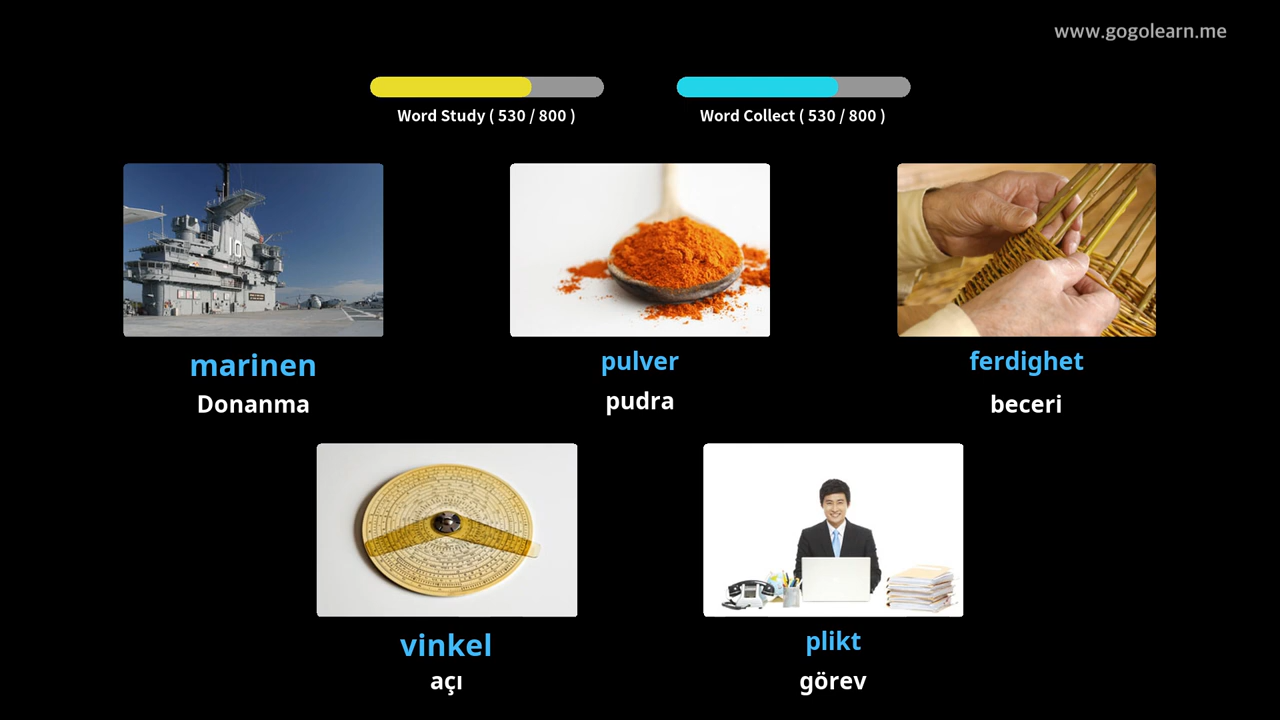 www.gogolearn.me
Word Study ( 530 / 800 )
Word Collect ( 530 / 800 )
10
marinen
pulver
ferdighet
Donanma
pudra
beceri
vinkel
plikt
açı
görev